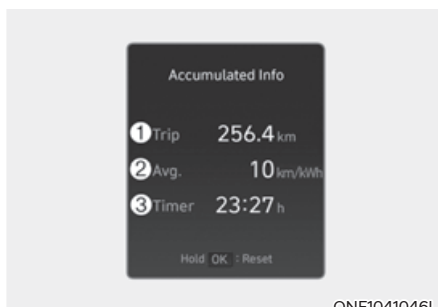 Accumulated Info
① Trip 256.4 km
② Avg. 10 km/kWh
③ Timer 23:27 h
Hold OK : Reset